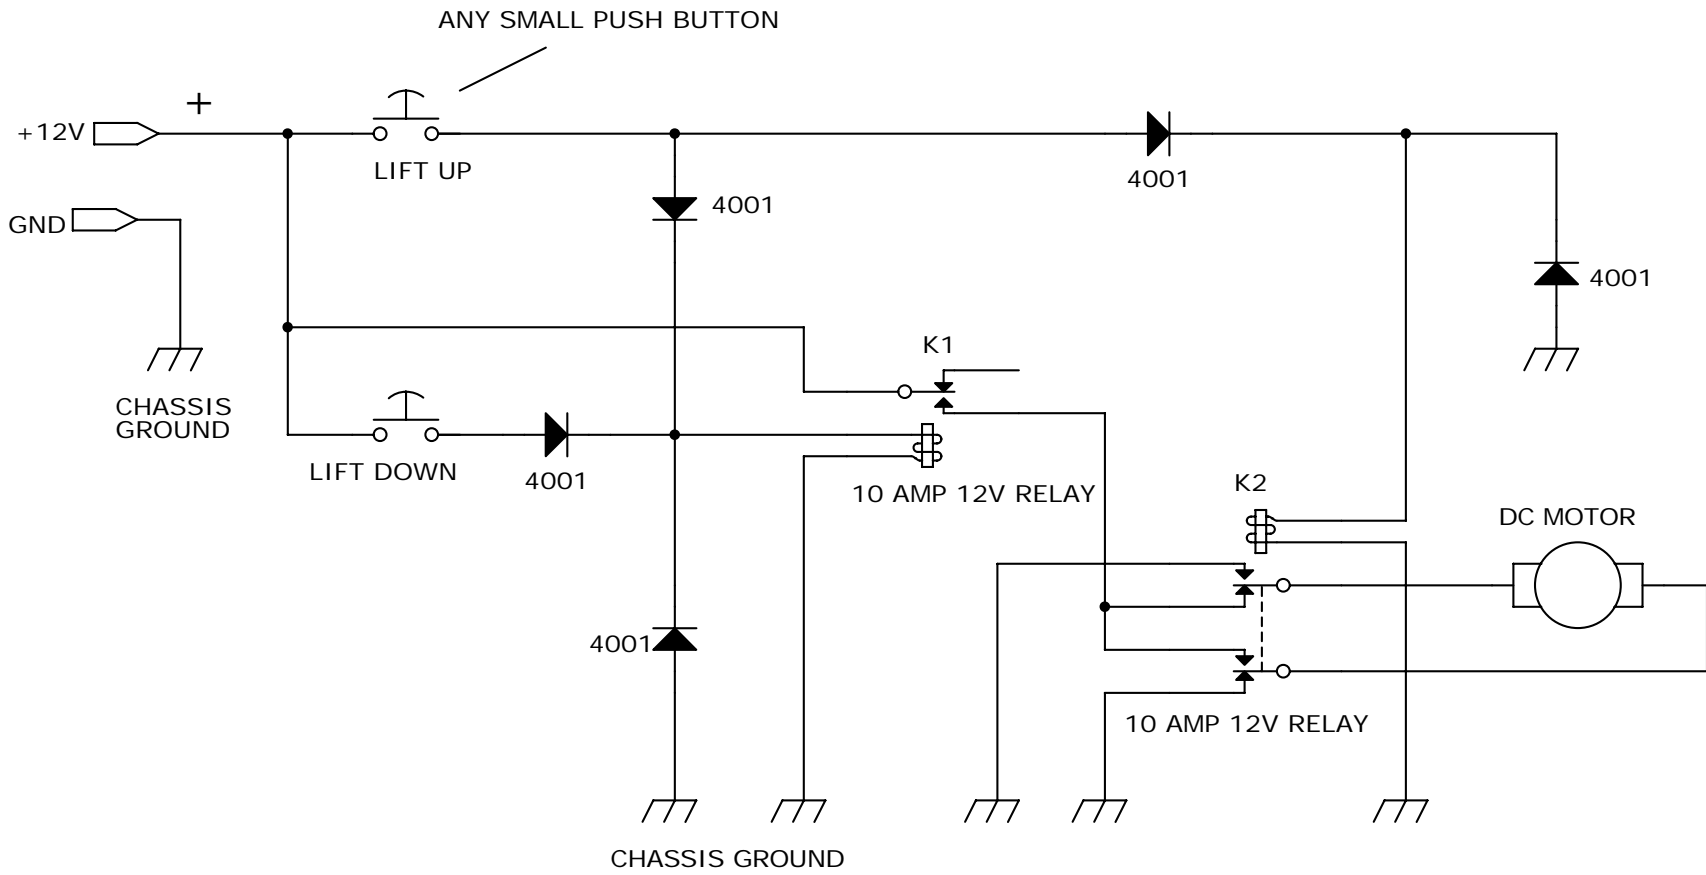 ANY SMALL PUSH BUTTON
+
+12V
LIFT UP
4001
4001
GND
4001
K1
CHASSIS
GROUND
LIFT DOWN
4001
10 AMP 12V RELAY
K2
DC MOTOR
4001
10 AMP 12V RELAY
CHASSIS GROUND